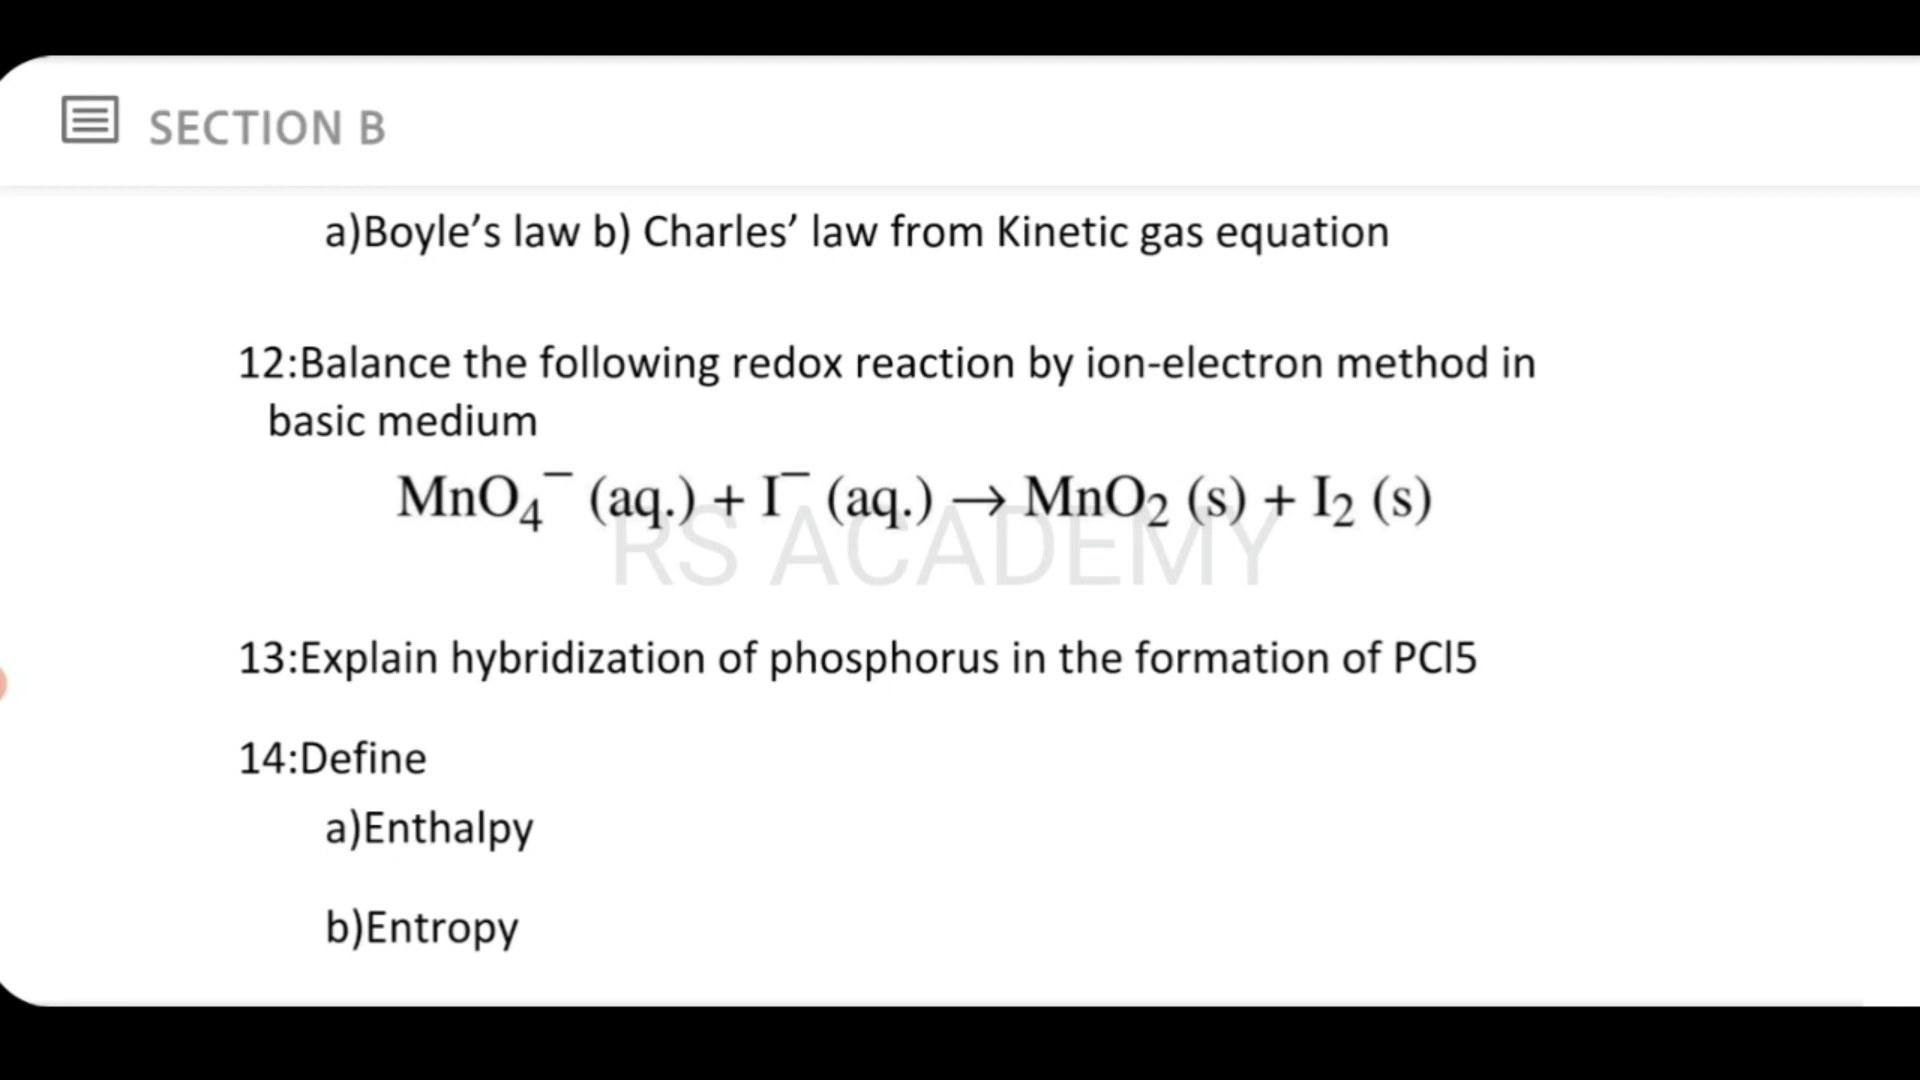 SECTION B
a)Boyle’s law b) Charles’ law from Kinetic gas equation
12:Balance the following redox reaction by ion-electron method in
basic medium
MnO₄⁻ (aq.) + I⁻ (aq.) → MnO₂ (s) + I₂ (s)
RS ACADEMY
13:Explain hybridization of phosphorus in the formation of PCl5
14:Define
a)Enthalpy
b)Entropy